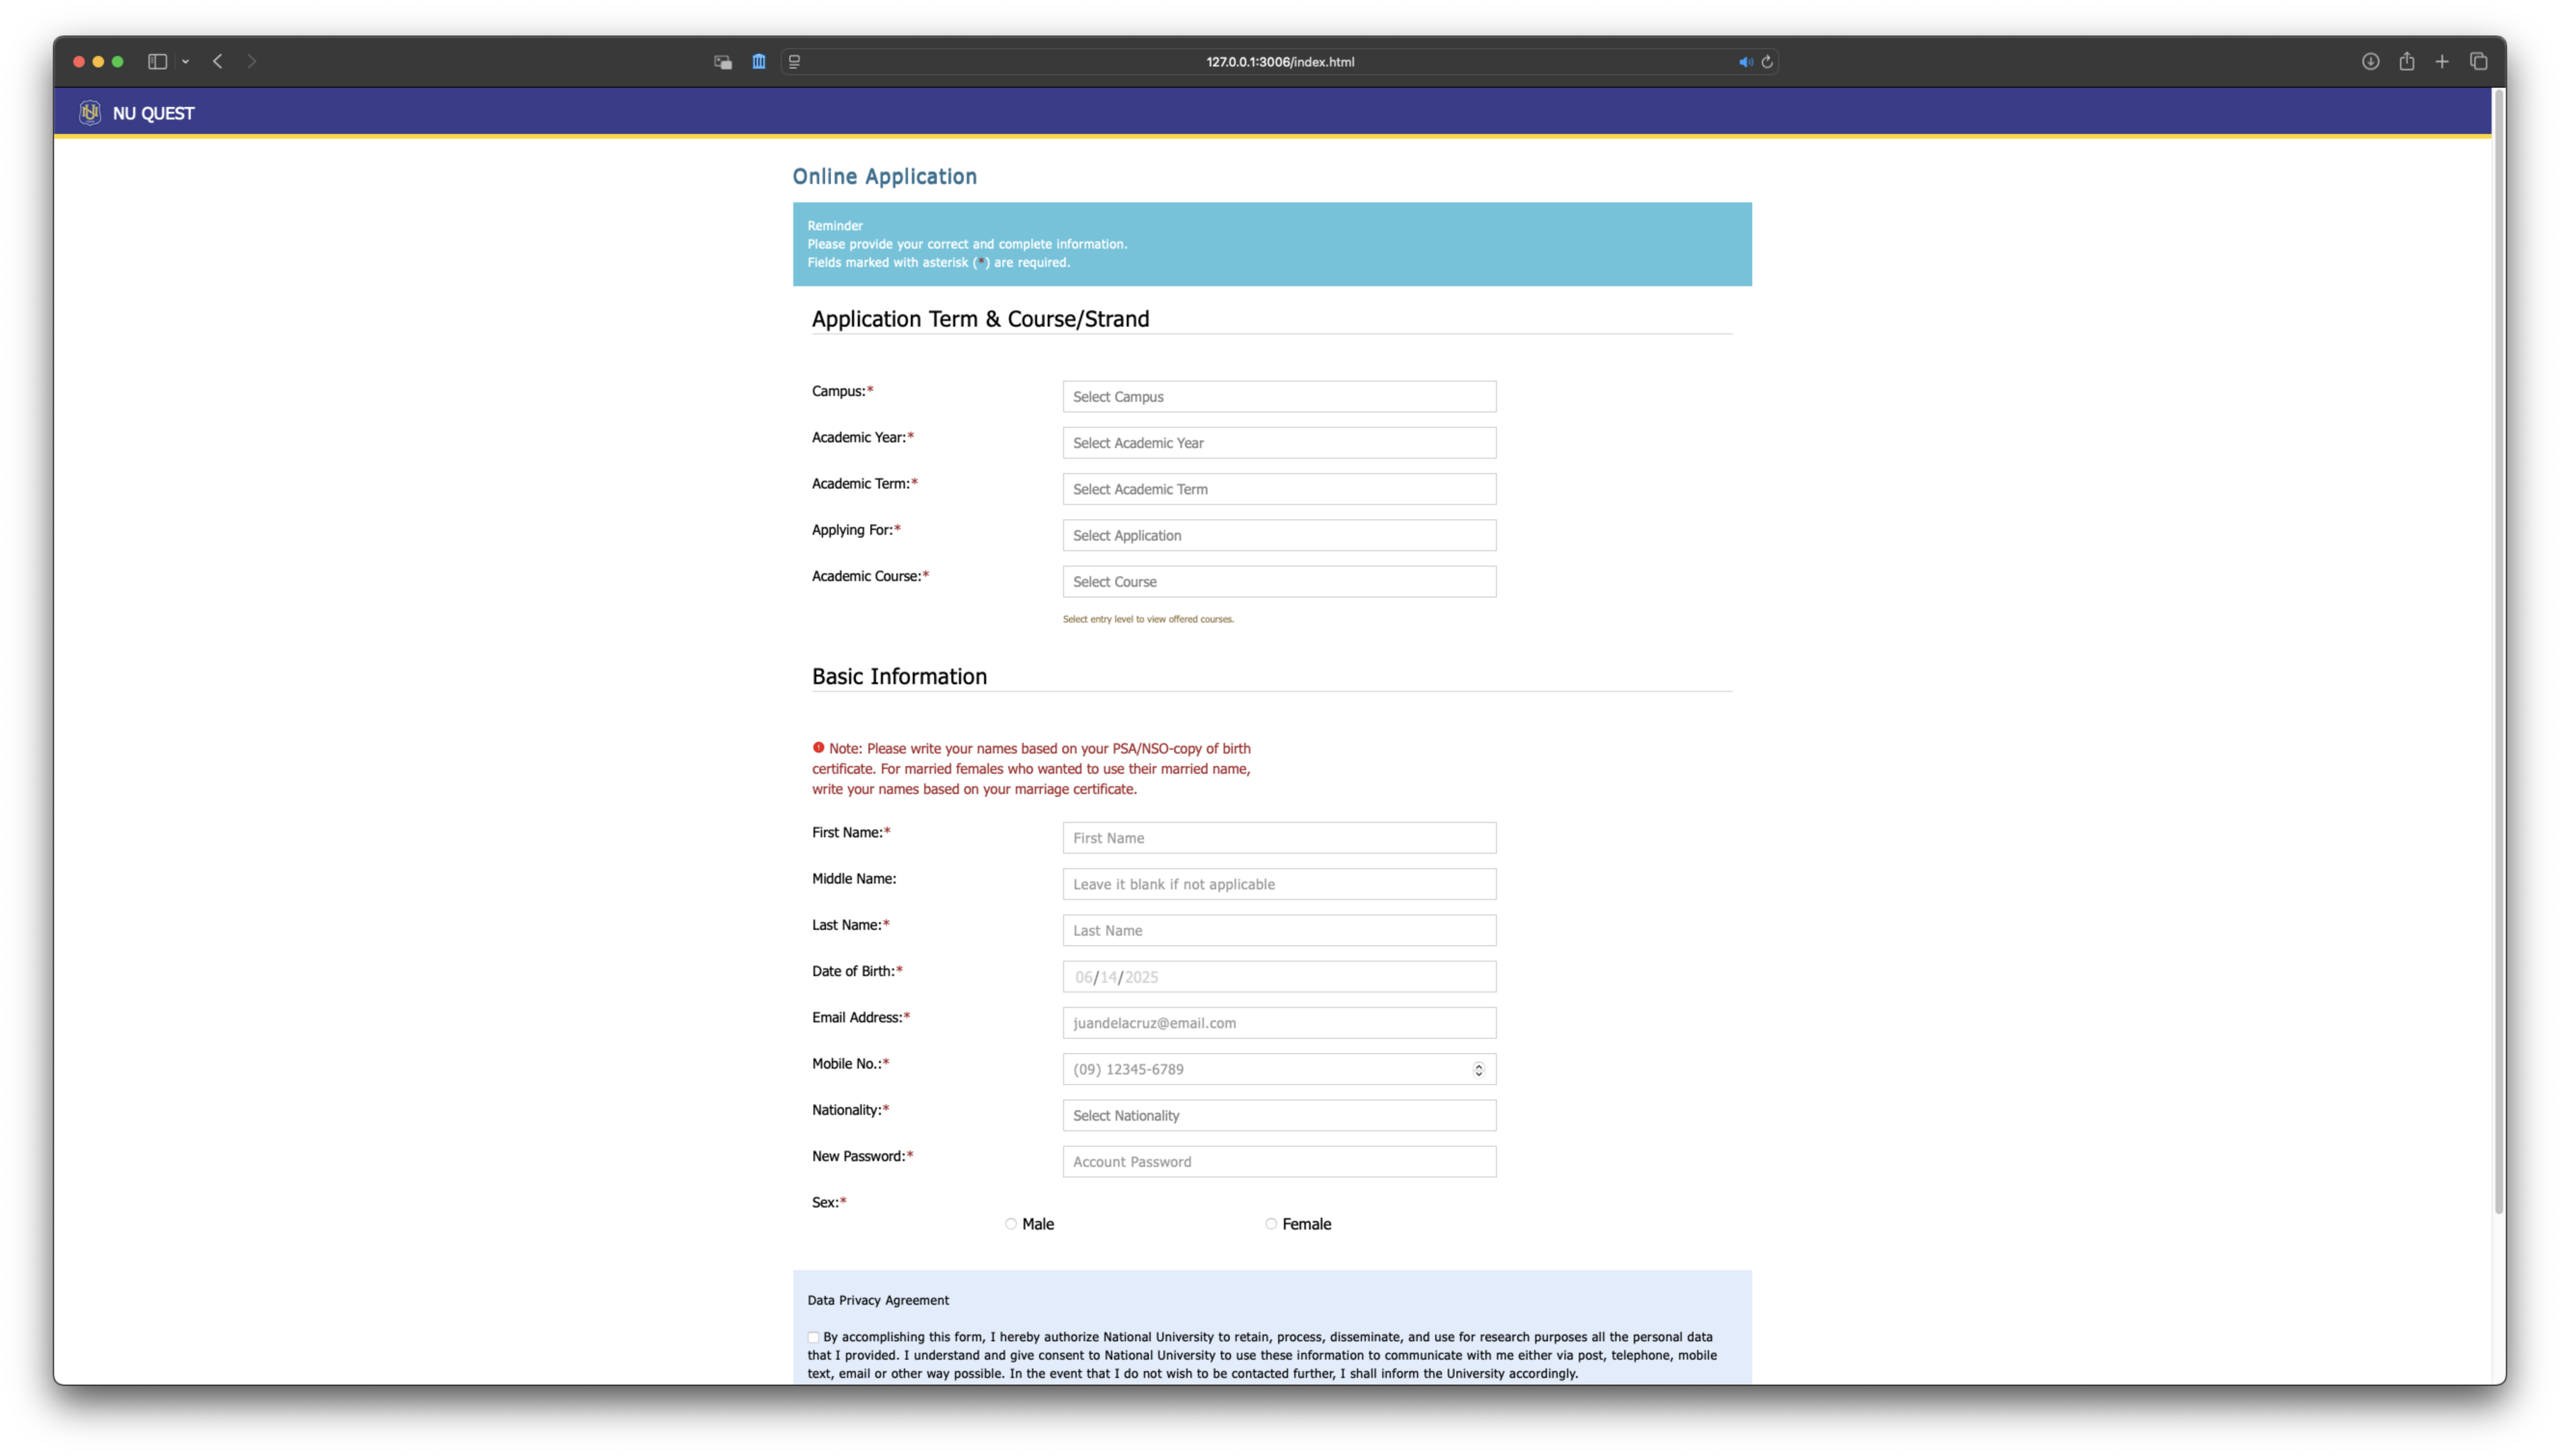 127.0.0.1:3006/index.html
NU QUEST
Online Application
Reminder
Please provide your correct and complete information.
Fields marked with asterisk (*) are required.
Application Term & Course/Strand
Campus:* Select Campus
Academic Year:* Select Academic Year
Academic Term:* Select Academic Term
Applying For:* Select Application
Academic Course:* Select Course
Select entry level to view offered courses.
Basic Information
Note: Please write your names based on your PSA/NSO-copy of birth
certificate. For married females who wanted to use their married name,
write your names based on your marriage certificate.
First Name:* First Name
Middle Name: Leave it blank if not applicable
Last Name:* Last Name
Date of Birth:* 06/14/2025
Email Address:* juandelacruz@email.com
Mobile No.:* (09) 12345-6789
Nationality:* Select Nationality
New Password:* Account Password
Sex:*
Male Female
Data Privacy Agreement
By accomplishing this form, I hereby authorize National University to retain, process, disseminate, and use for research purposes all the personal data
that I provided. I understand and give consent to National University to use these information to communicate with me either via post, telephone, mobile
text, email or other way possible. In the event that I do not wish to be contacted further, I shall inform the University accordingly.